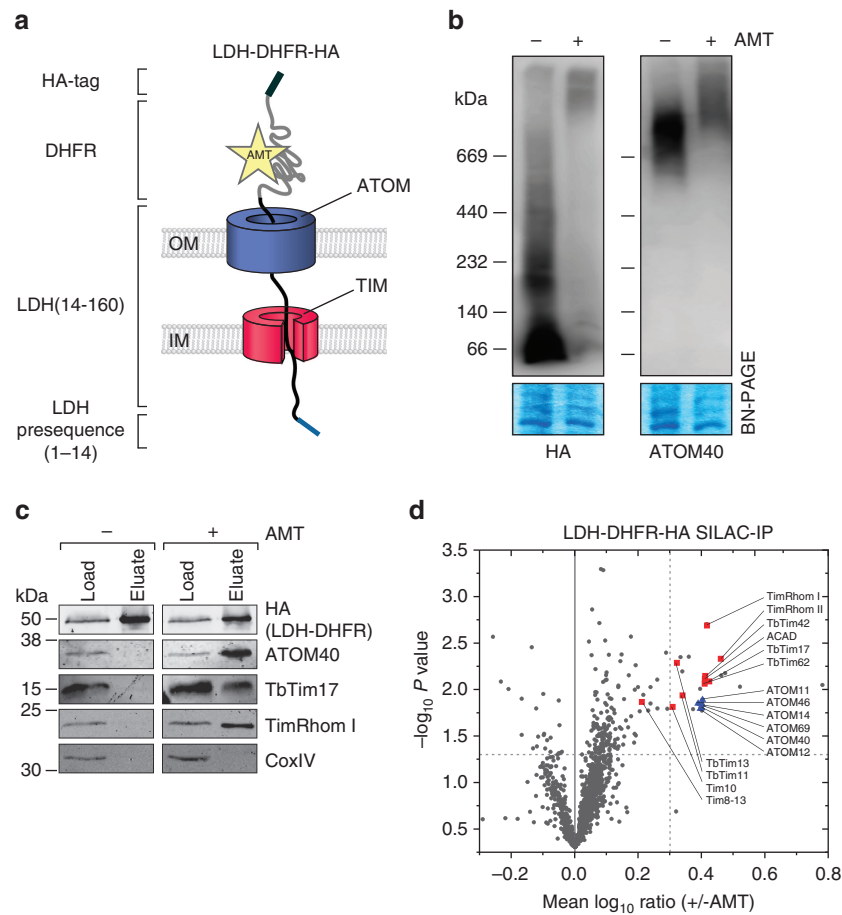 a
LDH-DHFR-HA
HA-tag
DHFR
AMT
ATOM
OM
LDH(14-160)
TIM
IM
LDH
presequence
(1–14)
b
– + – + AMT
kDa
669
440
232
140
66
BN-PAGE
HA ATOM40
c
– + AMT
Load Eluate Load Eluate
kDa
50 HA
(LDH-DHFR)
38
ATOM40
15 TbTim17
25
TimRhom I
CoxIV
30
d
LDH-DHFR-HA SILAC-IP
3.5
3.0
2.5
2.0
1.5
1.0
0.5
–log10 P value
TimRhom I
TimRhom II
TbTim42
ACAD
TbTim17
TbTim62
ATOM11
ATOM46
ATOM14
ATOM69
ATOM40
ATOM12
TbTim13
TbTim11
Tim10
Tim8-13
–0.2 0.0 0.2 0.4 0.6 0.8
Mean log10 ratio (+/-AMT)